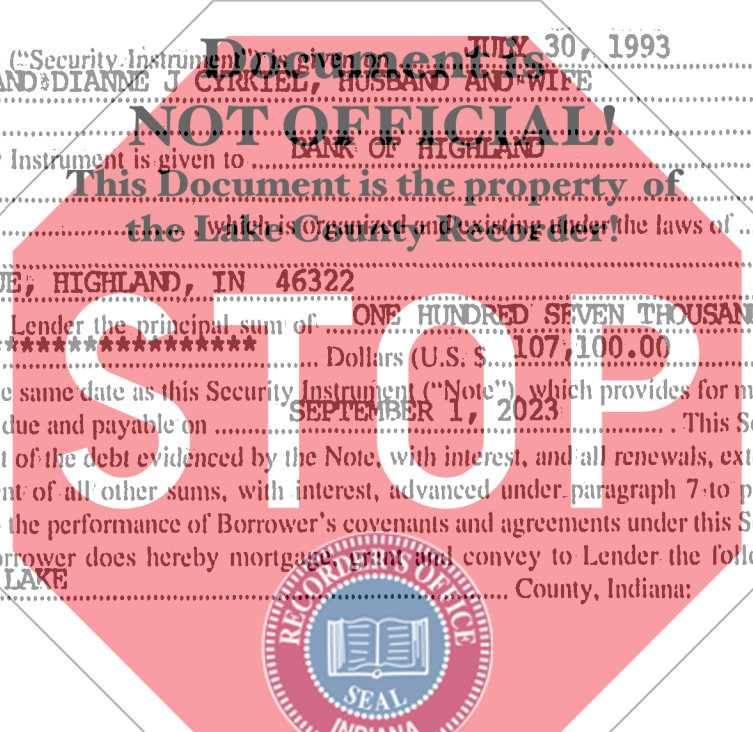 ("Security Instrument") is given on JULY 30, 1993
AND DIANNE J CYRKIEL, HUSBAND AND WIFE
Document is
NOT OFFICIAL!
Instrument is given to BANK OF HIGHLAND
This Document is the property of
the Lake County Recorder!
which is organized and existing under the laws of
UE, HIGHLAND, IN 46322
STOP
Lender the principal sum of ONE HUNDRED SEVEN THOUSAN
***************** Dollars (U.S. $ 107,100.00
e same date as this Security Instrument ("Note"), which provides for m
due and payable on SEPTEMBER 1, 2023 . This S
t of the debt evidenced by the Note, with interest, and all renewals, ext
nt of all other sums, with interest, advanced under paragraph 7 to p
the performance of Borrower's covenants and agreements under this S
orrower does hereby mortgage, grant and convey to Lender the foll
LAKE County, Indiana:
RECORDER'S OFFICE
SEAL
INDIANA